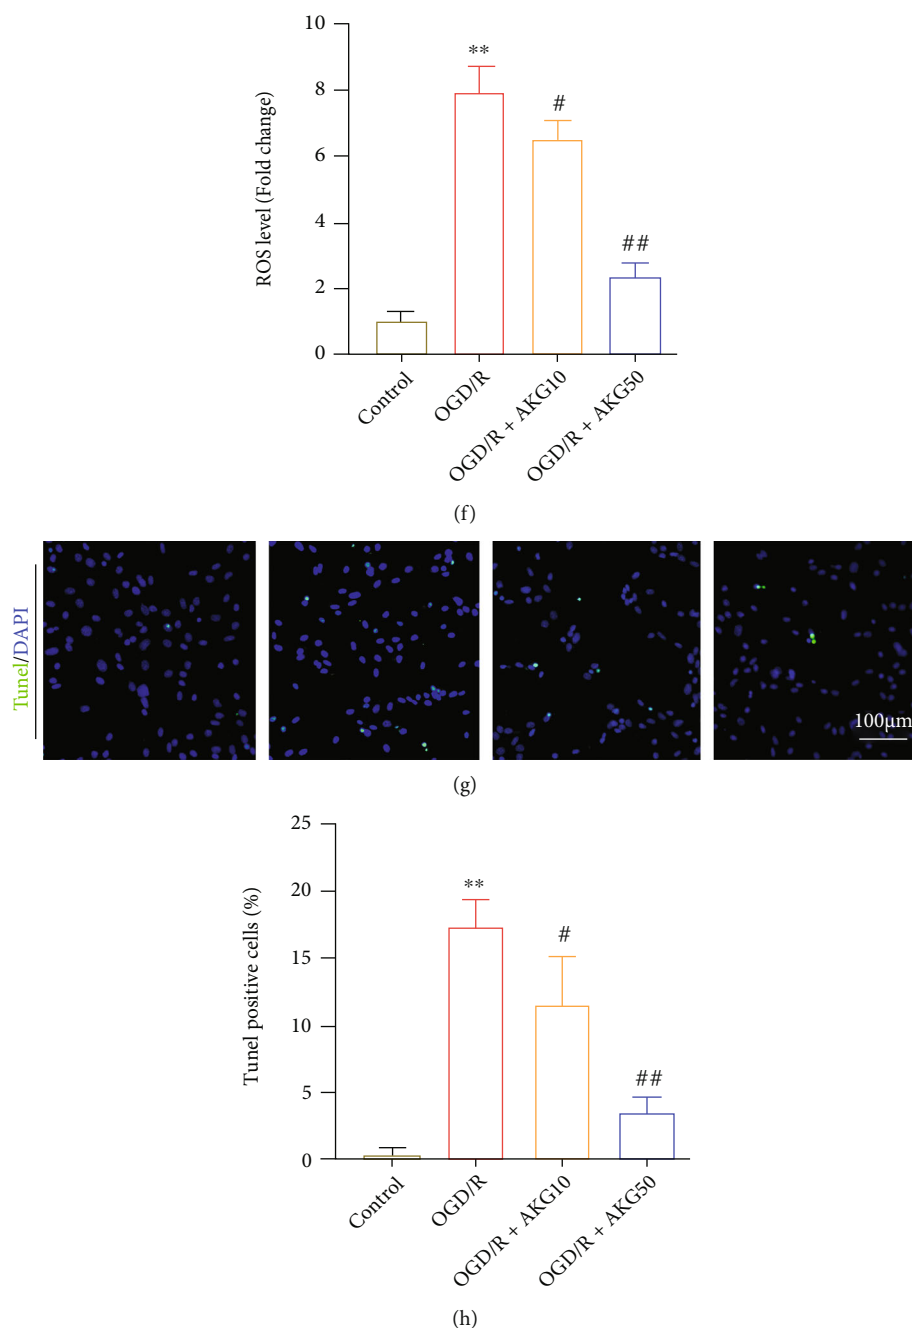 10
8
6
4
2
0
ROS level (Fold change)
**
#
##
Control
OGD/R
OGD/R + AKG10
OGD/R + AKG50
(f)
Tunel/DAPI
100μm
(g)
25
20
15
10
5
0
Tunel positive cells (%)
**
#
##
Control
OGD/R
OGD/R + AKG10
OGD/R + AKG50
(h)